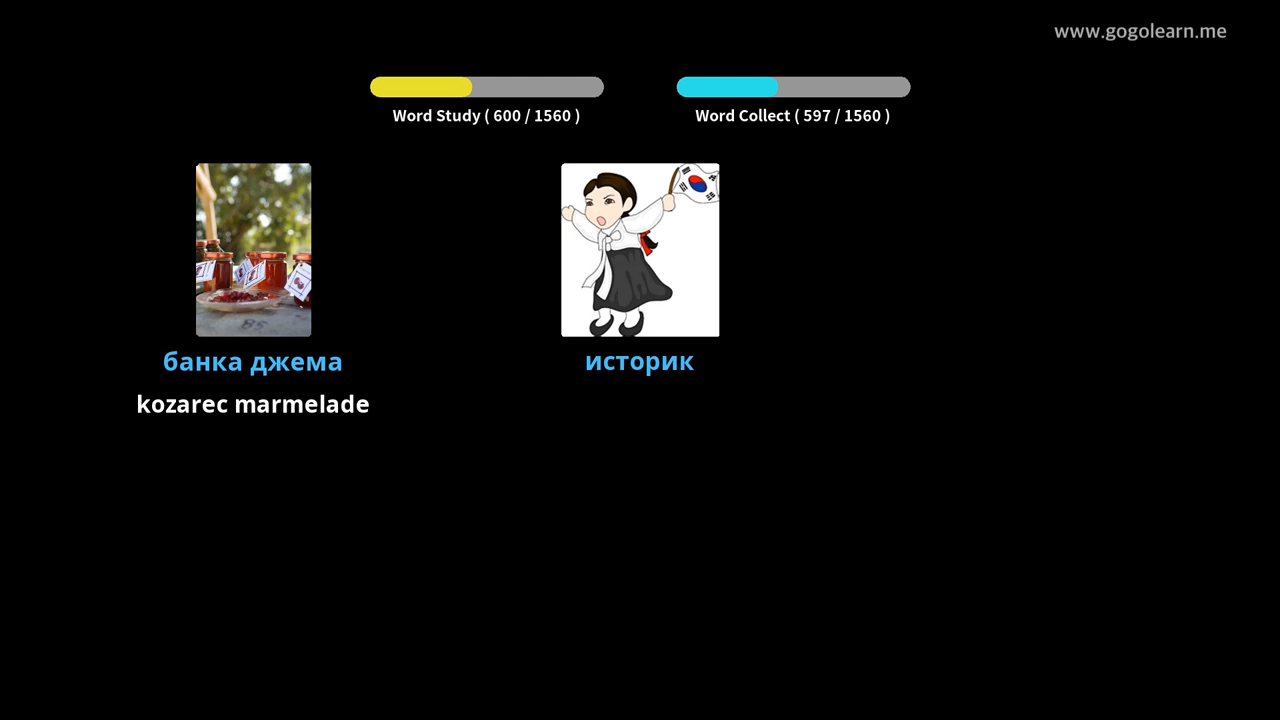 www.gogolearn.me
Word Study ( 600 / 1560 )
Word Collect ( 597 / 1560 )
банка джема
историк
kozarec marmelade